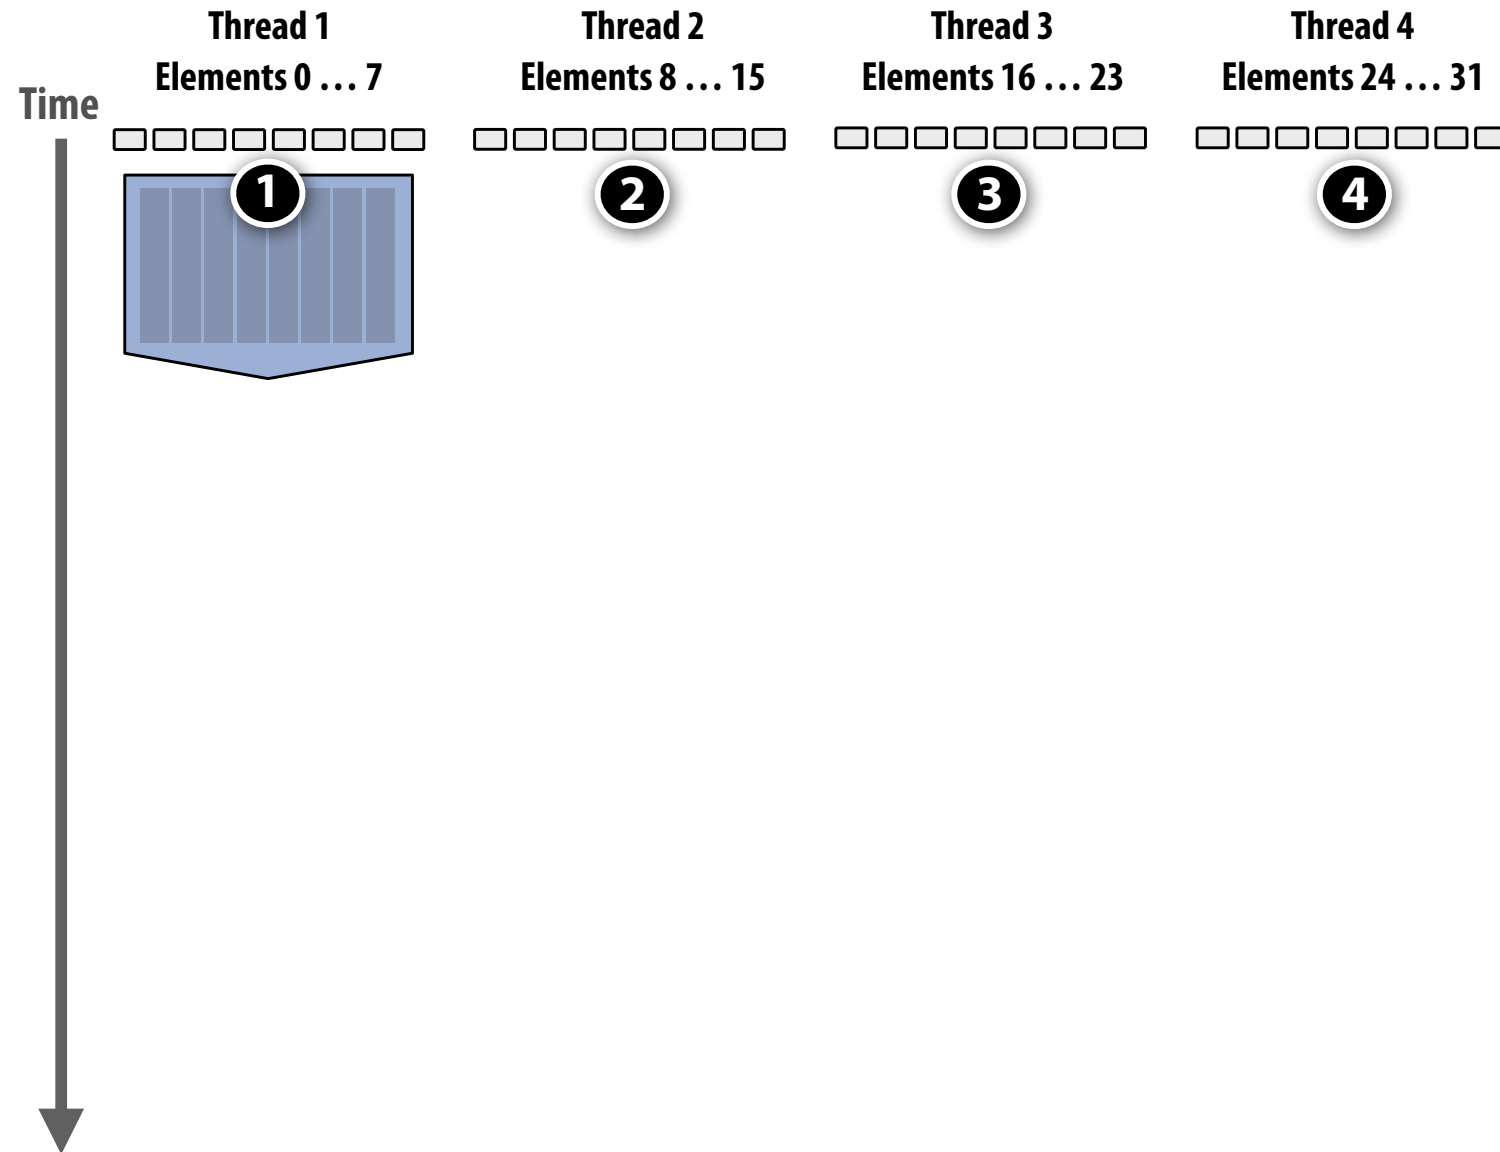 Thread 1
Elements 0 … 7
Thread 2
Elements 8 … 15
Thread 3
Elements 16 … 23
Thread 4
Elements 24 … 31
Time
1
2
3
4